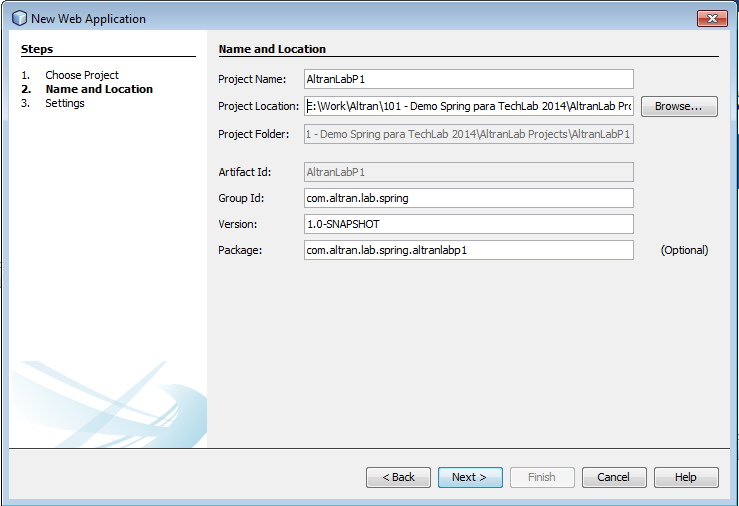 New Web Application
Steps
1. Choose Project
2. Name and Location
3. Settings
Name and Location
Project Name: AltranLabP1
Project Location: E:\Work\Altran\101 - Demo Spring para TechLab 2014\AltranLab Pro Browse...
Project Folder: 1 - Demo Spring para TechLab 2014\AltranLab Projects\AltranLabP1
Artifact Id: AltranLabP1
Group Id: com.altran.lab.spring
Version: 1.0-SNAPSHOT
Package: com.altran.lab.spring.altranlabp1 (Optional)
< Back Next > Finish Cancel Help